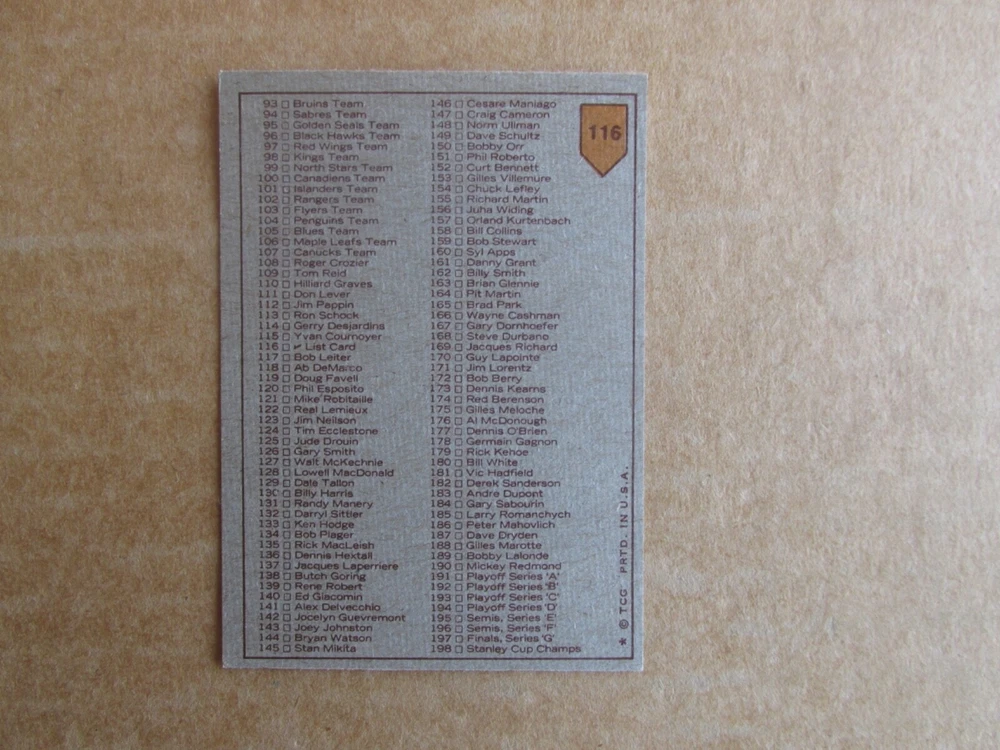 93 Bruins Team
94 Sabres Team
95 Golden Seals Team
96 Black Hawks Team
97 Red Wings Team
98 Kings Team
99 North Stars Team
100 Canadiens Team
101 Islanders Team
102 Rangers Team
103 Flyers Team
104 Penguins Team
105 Blues Team
106 Maple Leafs Team
107 Canucks Team
108 Roger Crozier
109 Tom Reid
110 Hilliard Graves
111 Don Lever
112 Jim Pappin
113 Ron Schock
114 Gerry Desjardins
115 Yvan Cournoyer
116 ✔ List Card
117 Bob Leiter
118 Ab DeMarco
119 Doug Favell
120 Phil Esposito
121 Mike Robitaille
122 Real Lemieux
123 Jim Neilson
124 Tim Ecclestone
125 Jude Drouin
126 Gary Smith
127 Walt McKechnie
128 Lowell MacDonald
129 Dale Tallon
130 Billy Harris
131 Randy Manery
132 Darryl Sittler
133 Ken Hodge
134 Bob Plager
135 Rick MacLeish
136 Dennis Hextall
137 Jacques Laperriere
138 Butch Goring
139 Rene Robert
140 Ed Giacomin
141 Alex Delvecchio
142 Jocelyn Guevremont
143 Joey Johnston
144 Bryan Watson
145 Stan Mikita
146 Cesare Maniago
147 Craig Cameron
148 Norm Ullman
149 Dave Schultz
150 Bobby Orr
151 Phil Roberto
152 Curt Bennett
153 Gilles Villemure
154 Chuck Lefley
155 Richard Martin
156 Juha Widing
157 Orland Kurtenbach
158 Bill Collins
159 Bob Stewart
160 Syl Apps
161 Danny Grant
162 Billy Smith
163 Brian Glennie
164 Pit Martin
165 Brad Park
166 Wayne Cashman
167 Gary Dornhoefer
168 Steve Durbano
169 Jacques Richard
170 Guy Lapointe
171 Jim Lorentz
172 Bob Berry
173 Dennis Kearns
174 Red Berenson
175 Gilles Meloche
176 Al McDonough
177 Dennis O'Brien
178 Germain Gagnon
179 Rick Kehoe
180 Bill White
181 Vic Hadfield
182 Derek Sanderson
183 Andre Dupont
184 Gary Sabourin
185 Larry Romanchych
186 Peter Mahovlich
187 Dave Dryden
188 Gilles Marotte
189 Bobby Lalonde
190 Mickey Redmond
191 Playoff Series 'A'
192 Playoff Series 'B'
193 Playoff Series 'C'
194 Playoff Series 'D'
195 Semis, Series 'E'
196 Semis, Series 'F'
197 Finals, Series 'G'
198 Stanley Cup Champs
116
* © TCG PRTD. IN U.S.A.